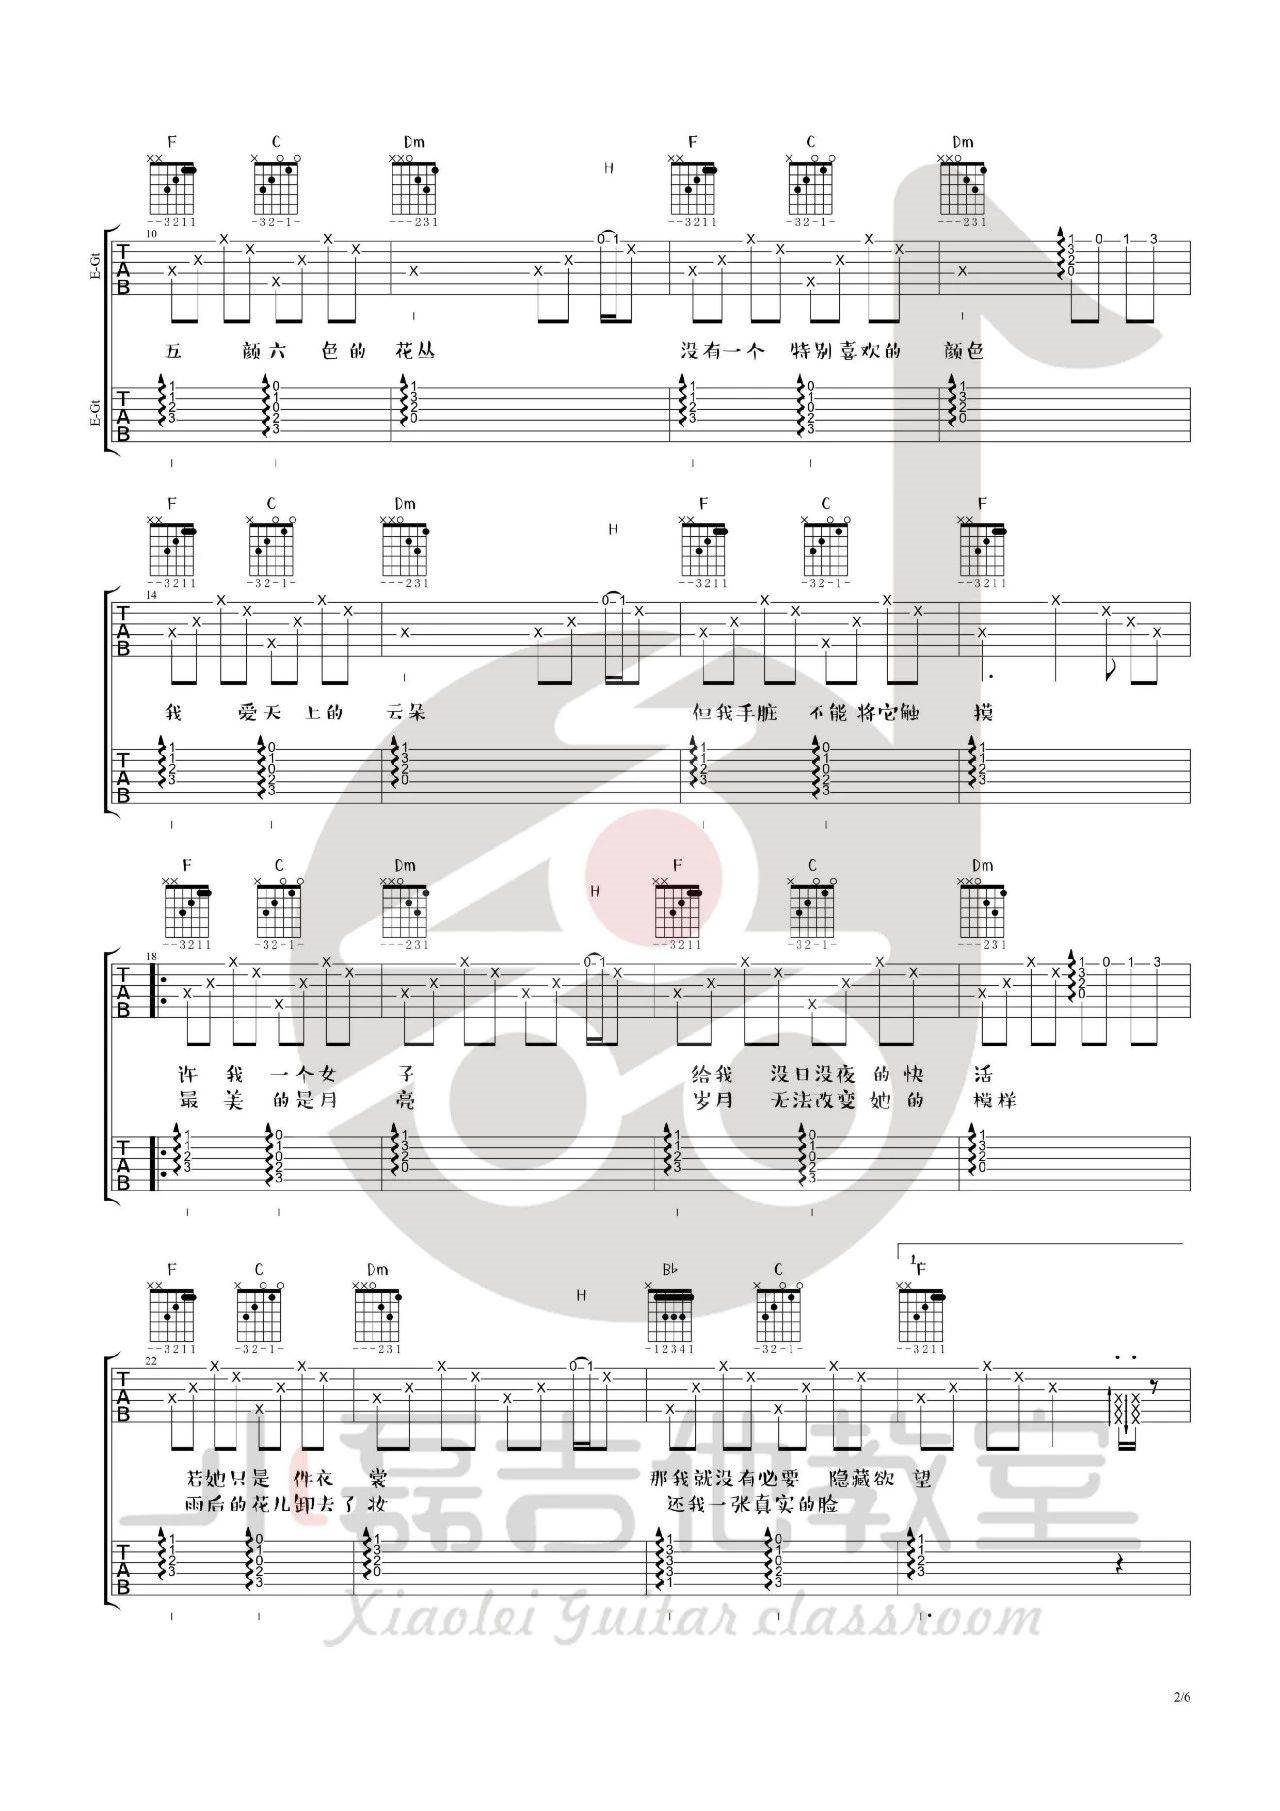 F C Dm H F C Dm
--3211 -32-1- ---231 --3211 -32-1- ---231
10
E-Gt
TAB
五 颜六 色的 花丛 没有一个 特别喜欢的 颜色
E-Gt
TAB
F C Dm H F C F
--3211 -32-1- ---231 --3211 -32-1- --3211
14
TAB
我 爱天 上的 云朵 但我手脏 不能将它触 摸
TAB
F C Dm H F C Dm
--3211 -32-1- ---231 --3211 -32-1- ---231
18
TAB
许 我 一个女 子 给我 没日没夜的快 活
最 美 的是月 亮 岁月 无法改变她的 模样
TAB
1.
F C Dm H B♭ C F
--3211 -32-1- ---231 -12341 -32-1- --3211
22
TAB
若她只是 件衣 裳 那我就没有必要 隐藏欲 望
雨后的花儿卸去了妆 还我一张真实的脸
TAB
小磊吉他教室
Xiaolei Guitar classroom
2/6